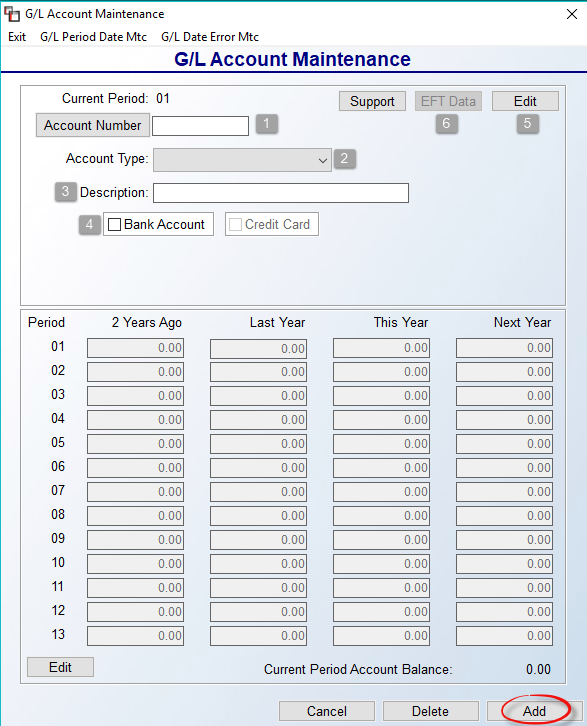 G/L Account Maintenance
Exit G/L Period Date Mtc G/L Date Error Mtc
G/L Account Maintenance
Current Period: 01 Support EFT Data Edit
Account Number 1 6 5
Account Type: 2
3 Description:
4 Bank Account Credit Card
Period 2 Years Ago Last Year This Year Next Year
01 0.00 0.00 0.00 0.00
02 0.00 0.00 0.00 0.00
03 0.00 0.00 0.00 0.00
04 0.00 0.00 0.00 0.00
05 0.00 0.00 0.00 0.00
06 0.00 0.00 0.00 0.00
07 0.00 0.00 0.00 0.00
08 0.00 0.00 0.00 0.00
09 0.00 0.00 0.00 0.00
10 0.00 0.00 0.00 0.00
11 0.00 0.00 0.00 0.00
12 0.00 0.00 0.00 0.00
13 0.00 0.00 0.00 0.00
Edit Current Period Account Balance: 0.00
Cancel Delete Add